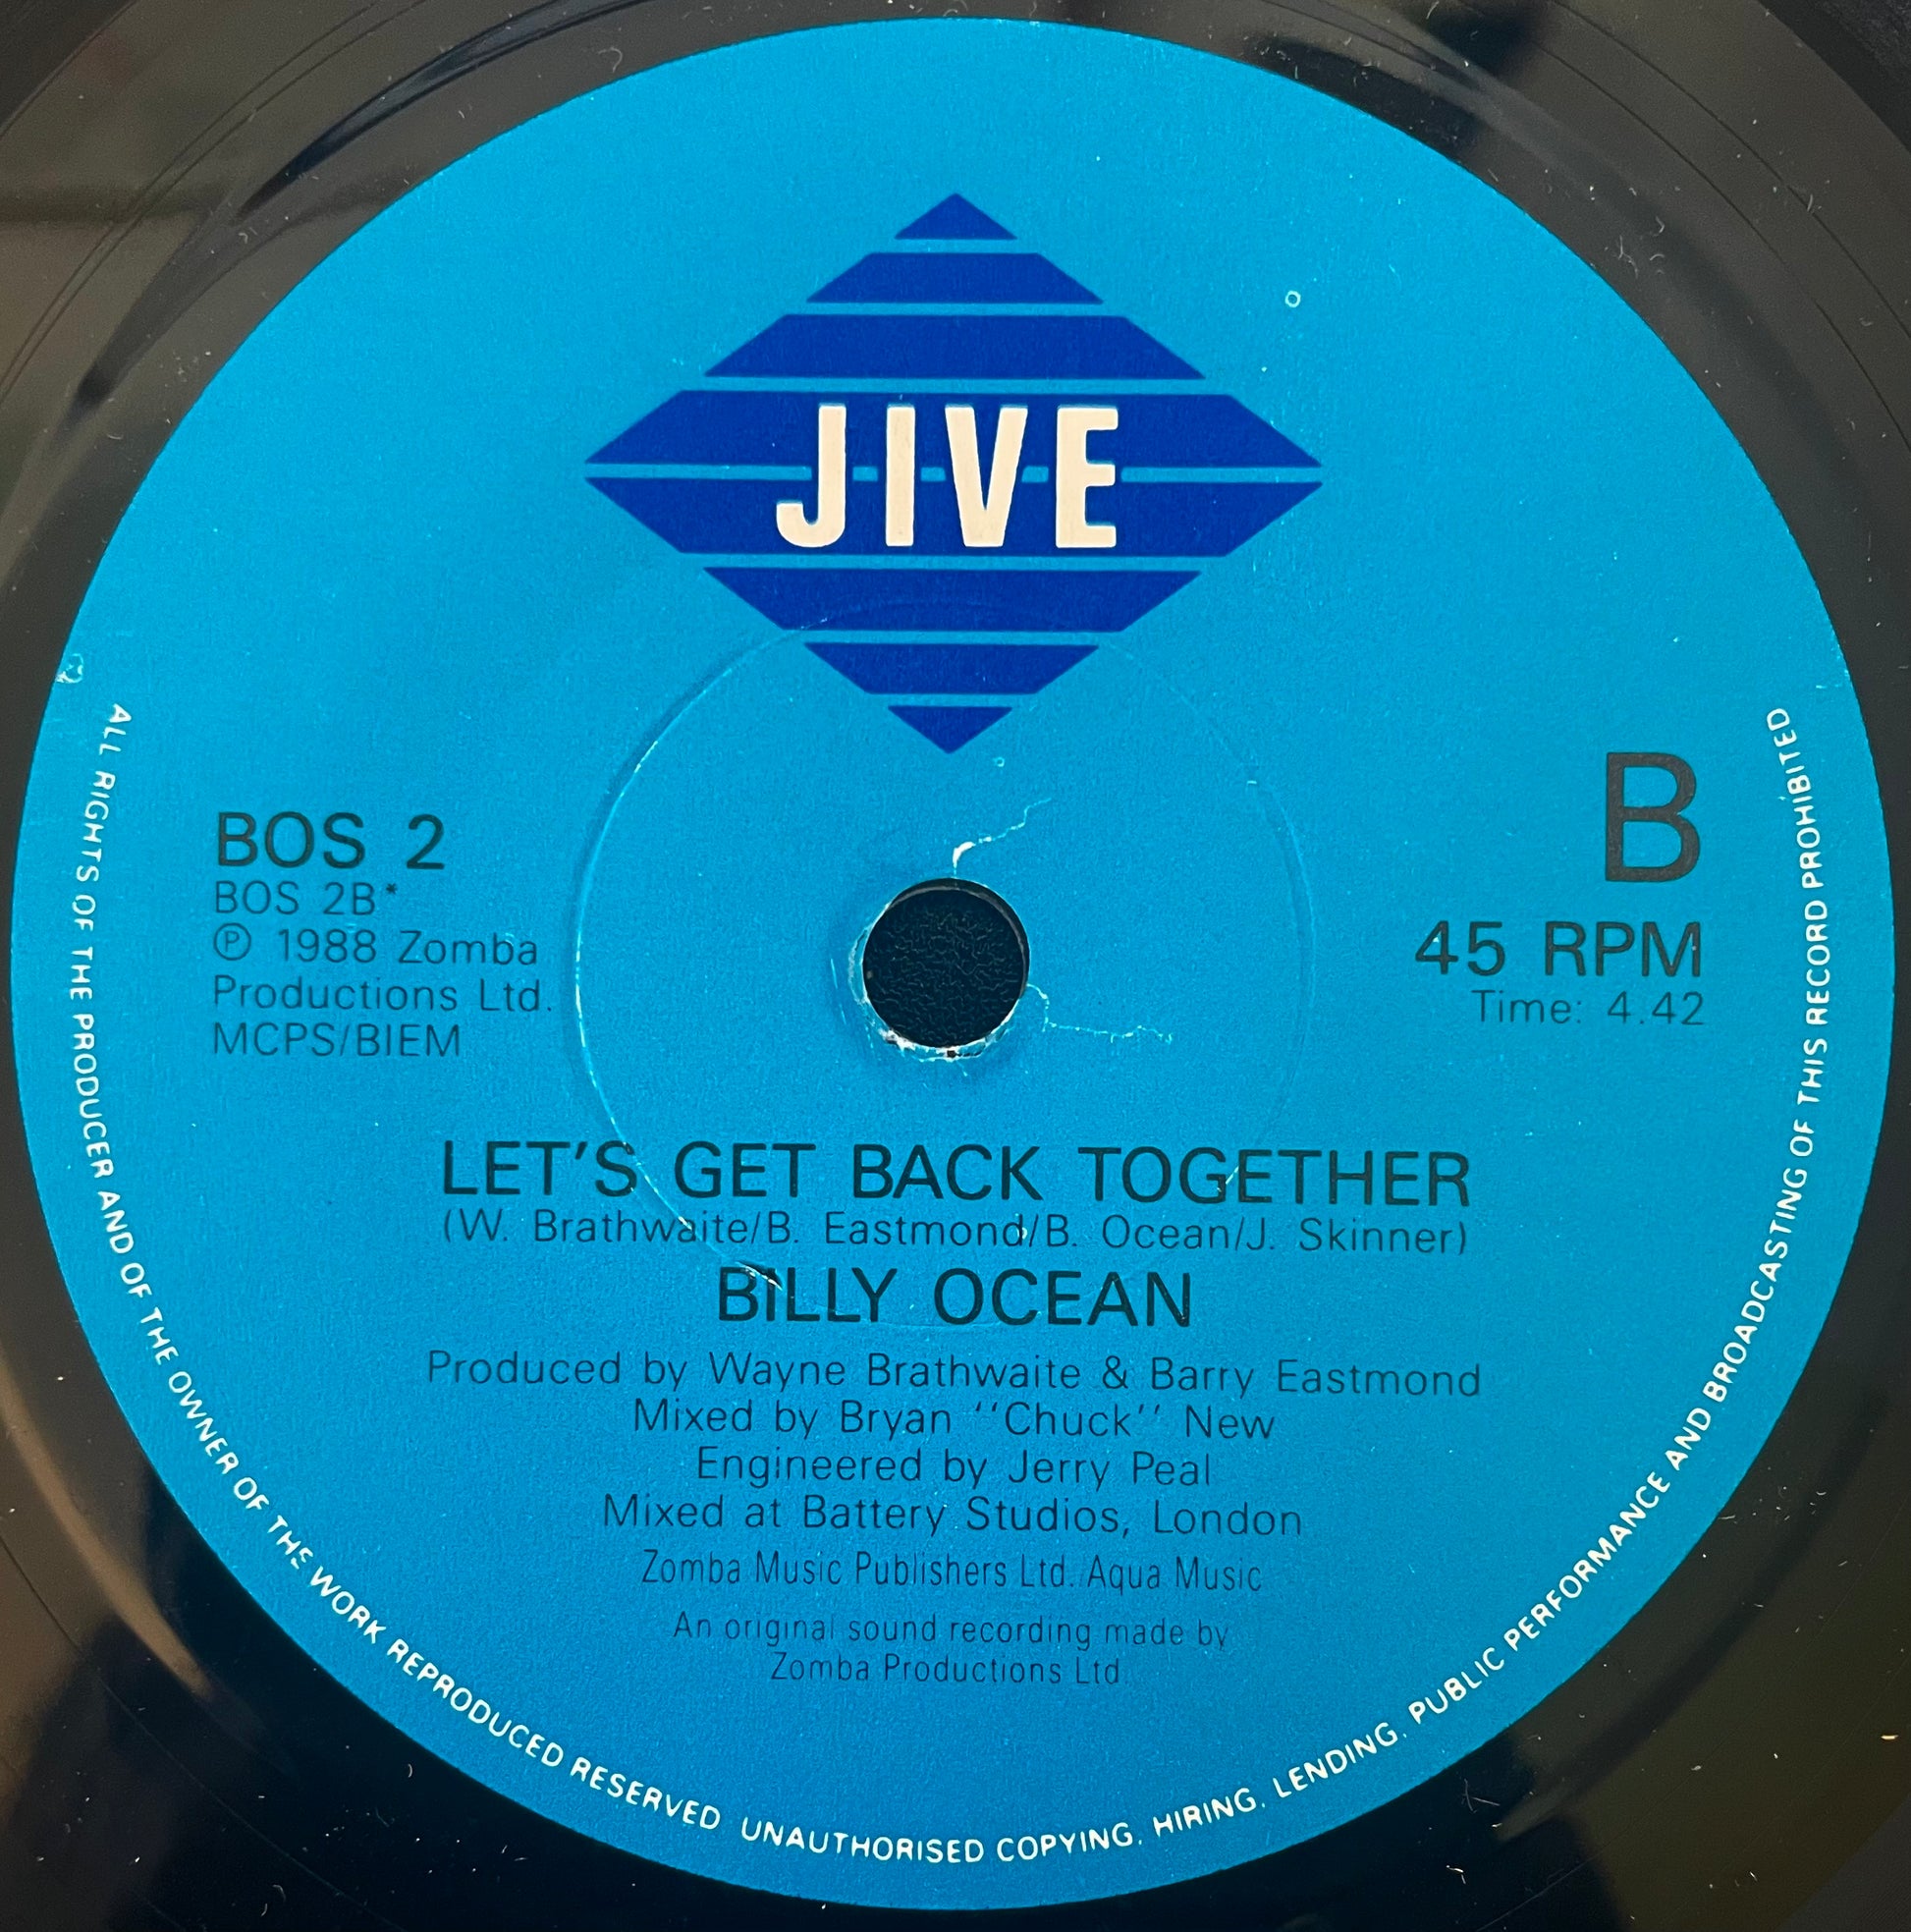 JIVE
BOS 2
BOS 2B*
℗ 1988 Zomba
Productions Ltd.
MCPS/BIEM
B
45 RPM
Time: 4.42
LET'S GET BACK TOGETHER
(W. Brathwaite/B. Eastmond/B. Ocean/J. Skinner)
BILLY OCEAN
Produced by Wayne Brathwaite & Barry Eastmond
Mixed by Bryan ''Chuck'' New
Engineered by Jerry Peal
Mixed at Battery Studios, London
Zomba Music Publishers Ltd./Aqua Music
An original sound recording made by
Zomba Productions Ltd
ALL RIGHTS OF THE PRODUCER AND OF THE OWNER OF THE WORK REPRODUCED RESERVED UNAUTHORISED COPYING, HIRING, LENDING, PUBLIC PERFORMANCE AND BROADCASTING OF THIS RECORD PROHIBITED